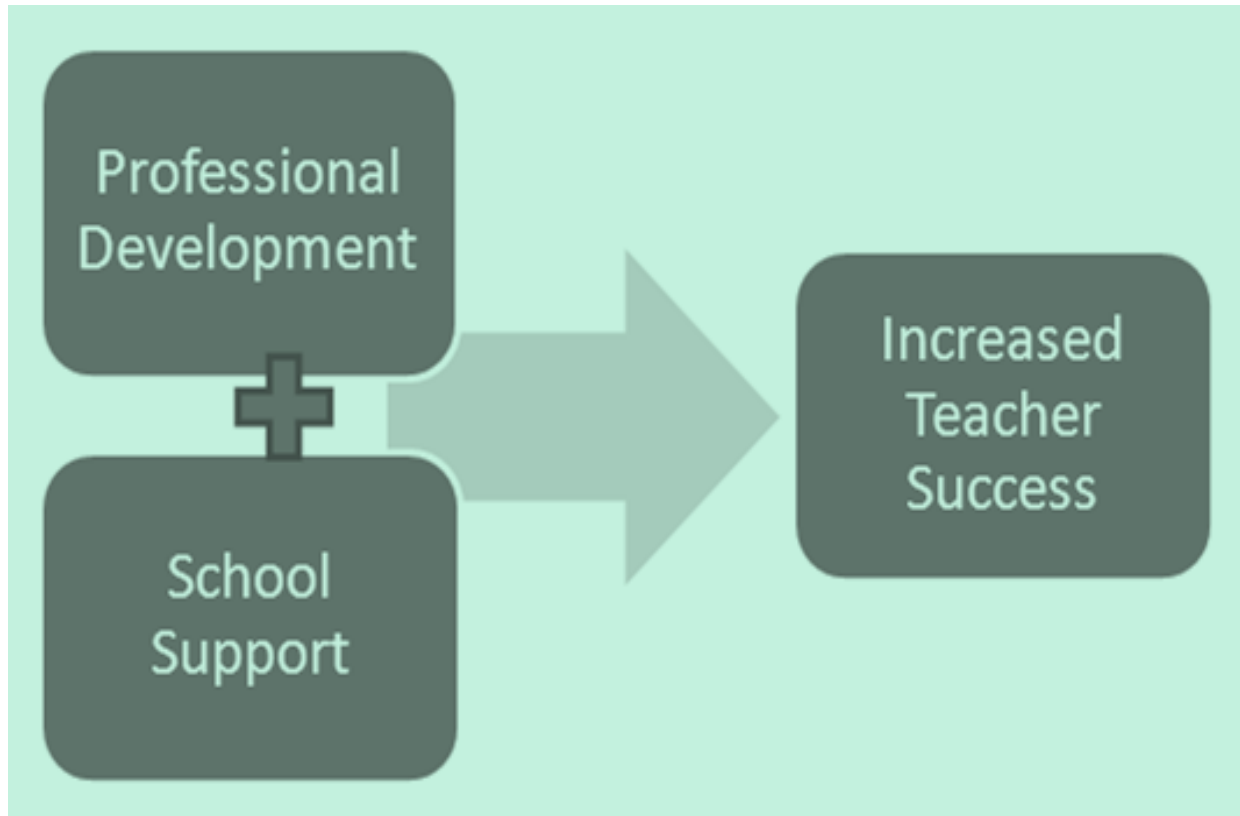 Professional
Development
School
Support
Increased
Teacher
Success